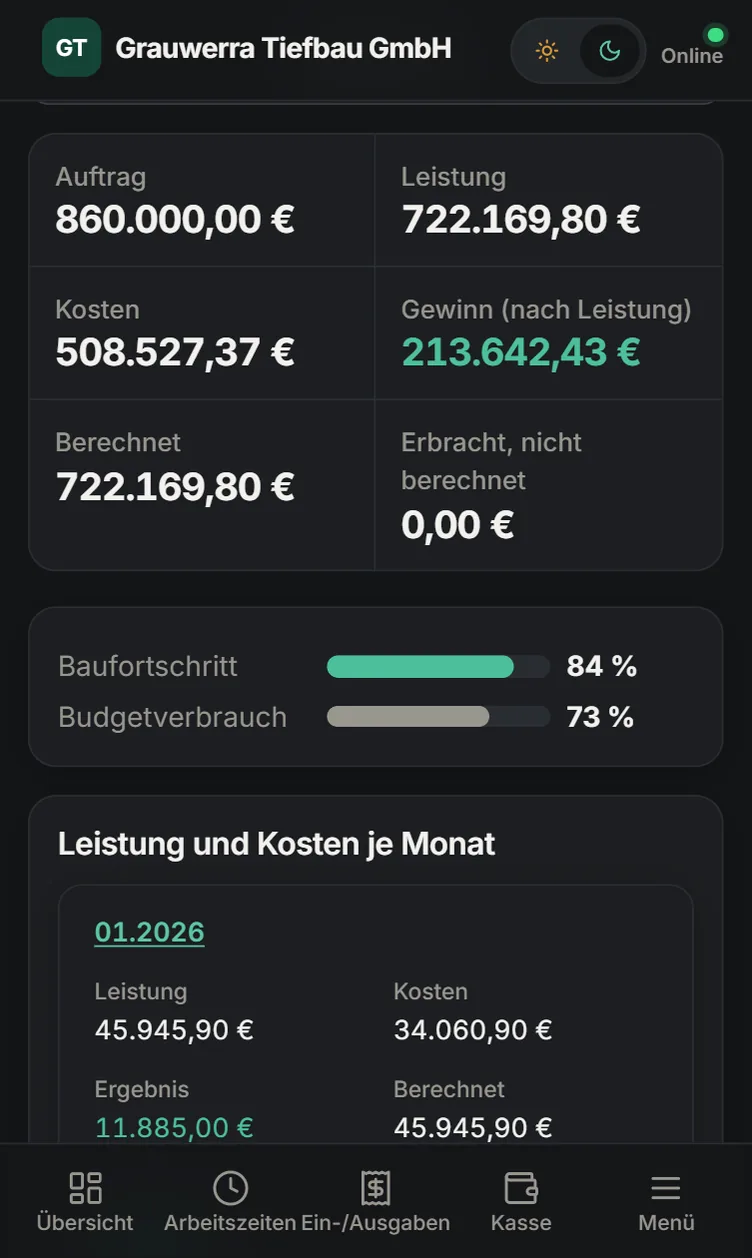 GT Grauwerra Tiefbau GmbH
Online
Auftrag
860.000,00 €
Leistung
722.169,80 €
Kosten
508.527,37 €
Gewinn (nach Leistung)
213.642,43 €
Berechnet
722.169,80 €
Erbracht, nicht
berechnet
0,00 €
Baufortschritt 84 %
Budgetverbrauch 73 %
Leistung und Kosten je Monat
01.2026
Leistung
45.945,90 €
Kosten
34.060,90 €
Ergebnis
11.885,00 €
Berechnet
45.945,90 €
Übersicht
Arbeitszeiten
Ein-/Ausgaben
Kasse
Menü